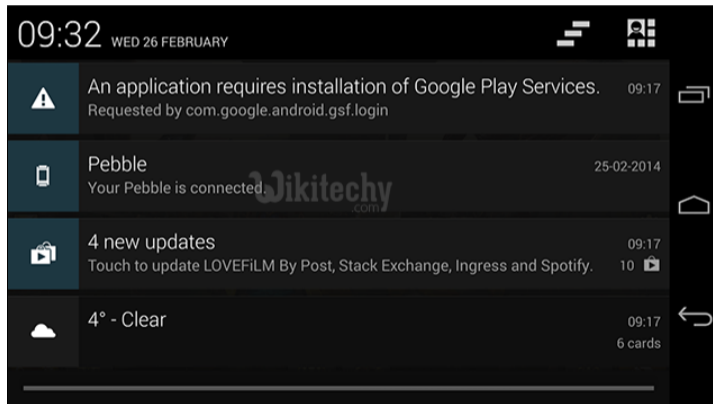 09:32 WED 26 FEBRUARY
An application requires installation of Google Play Services. 09:17
Requested by com.google.android.gsf.login
Pebble 25-02-2014
Your Pebble is connected.
Wikitechy
.com
4 new updates 09:17
Touch to update LOVEFiLM By Post, Stack Exchange, Ingress and Spotify. 10
4° - Clear 09:17
6 cards